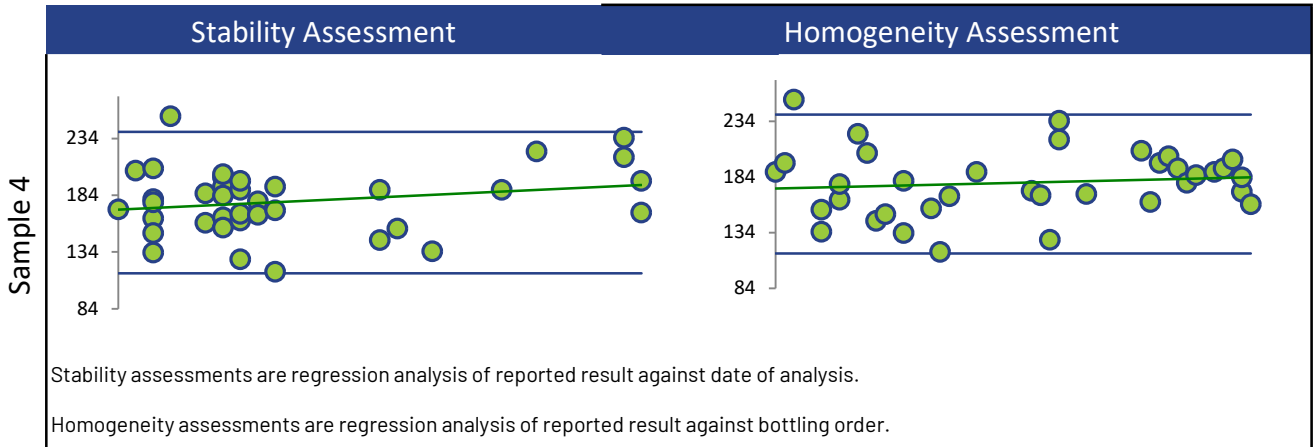 Stability Assessment
Homogeneity Assessment
Sample 4
234
184
134
84
234
184
134
84
Stability assessments are regression analysis of reported result against date of analysis.
Homogeneity assessments are regression analysis of reported result against bottling order.